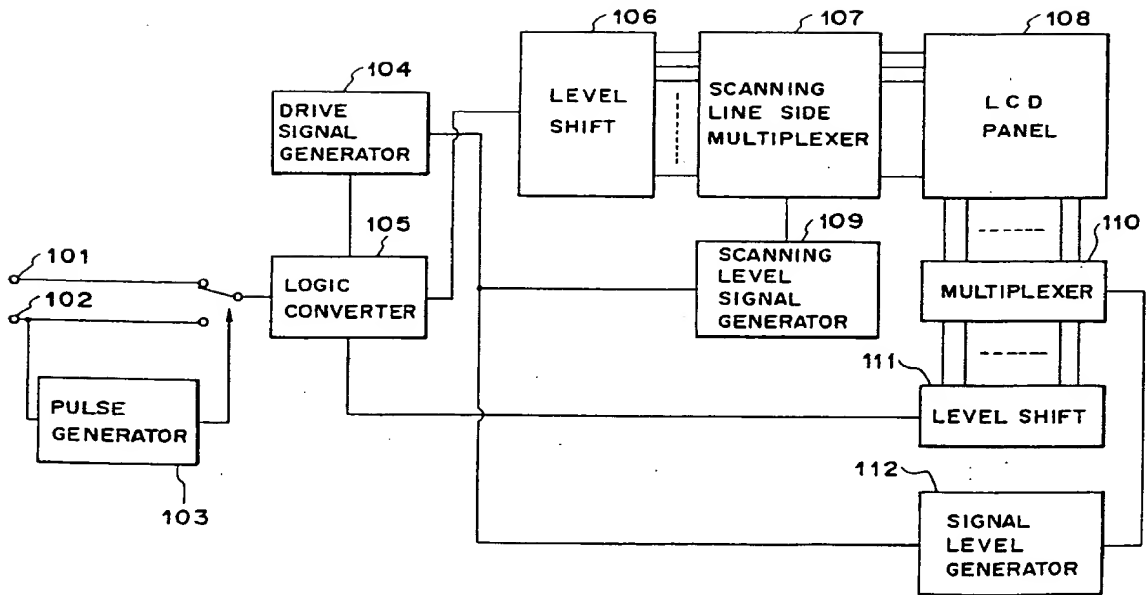 106
107
108
104
LEVEL
SHIFT
SCANNING
LINE SIDE
MULTIPLEXER
LCD
PANEL
DRIVE
SIGNAL
GENERATOR
105
109
110
101
102
LOGIC
CONVERTER
SCANNING
LEVEL
SIGNAL
GENERATOR
MULTIPLEXER
111
PULSE
GENERATOR
LEVEL SHIFT
103
112
SIGNAL
LEVEL
GENERATOR